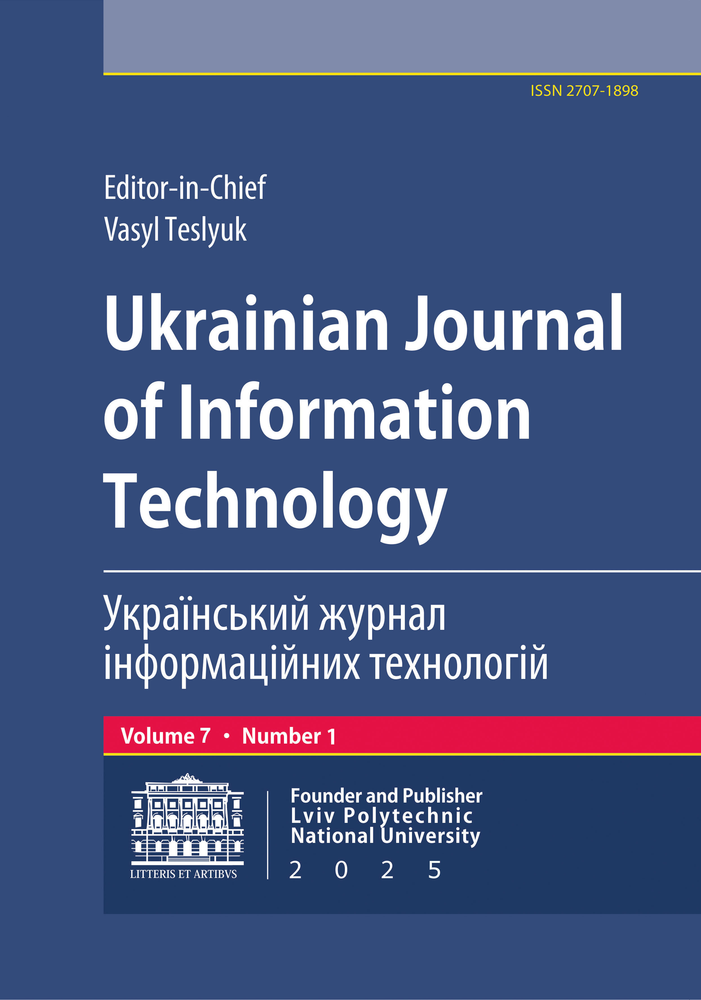 ISSN 2707-1898
Editor-in-Chief
Vasyl Teslyuk
Ukrainian Journal
of Information
Technology
Український журнал
інформаційних технологій
Volume 7 • Number 1
Founder and Publisher
Lviv Polytechnic
National University
2 0 2 5
LITTERIS ET ARTIBVS